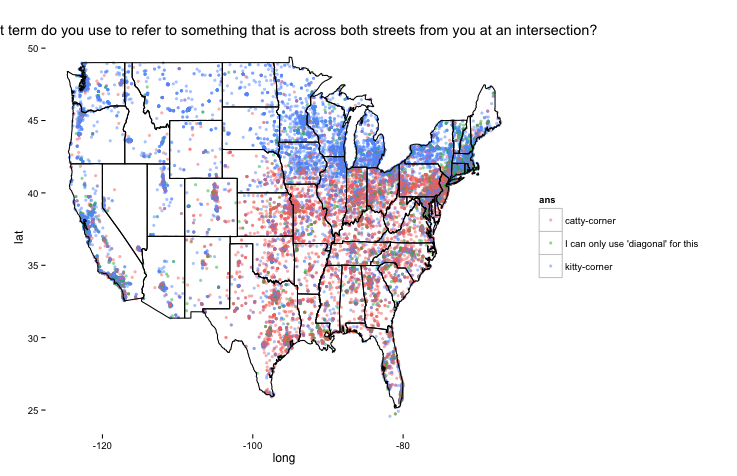 t term do you use to refer to something that is across both streets from you at an intersection?
50
45
40
35
30
25
lat
-120
-100
-80
long
ans
catty-corner
I can only use 'diagonal' for this
kitty-corner